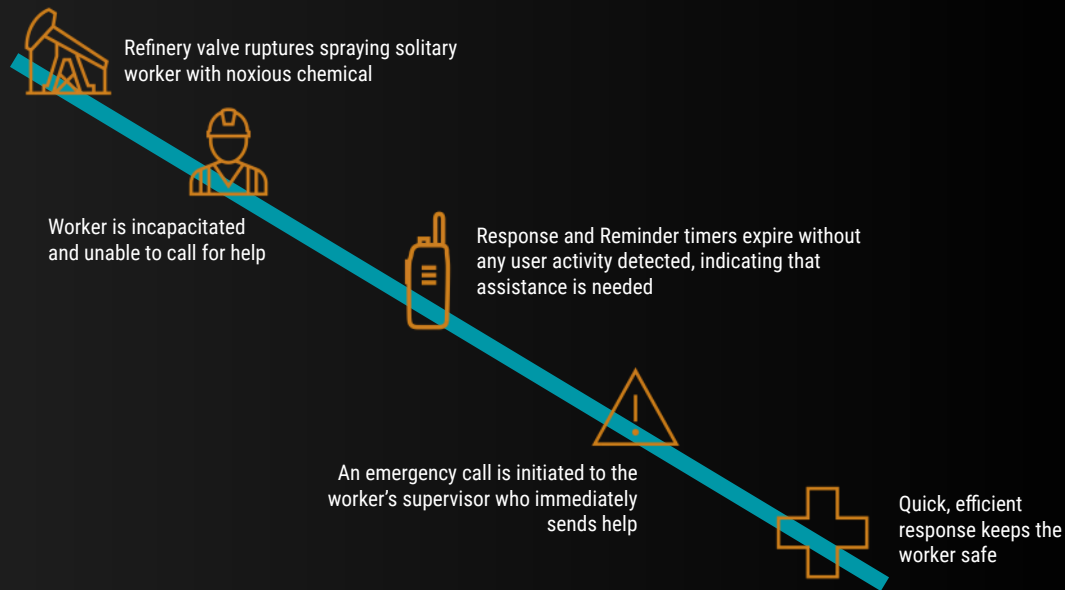 Refinery valve ruptures spraying solitary
worker with noxious chemical
Worker is incapacitated
and unable to call for help
Response and Reminder timers expire without
any user activity detected, indicating that
assistance is needed
An emergency call is initiated to the
worker’s supervisor who immediately
sends help
Quick, efficient
response keeps the
worker safe